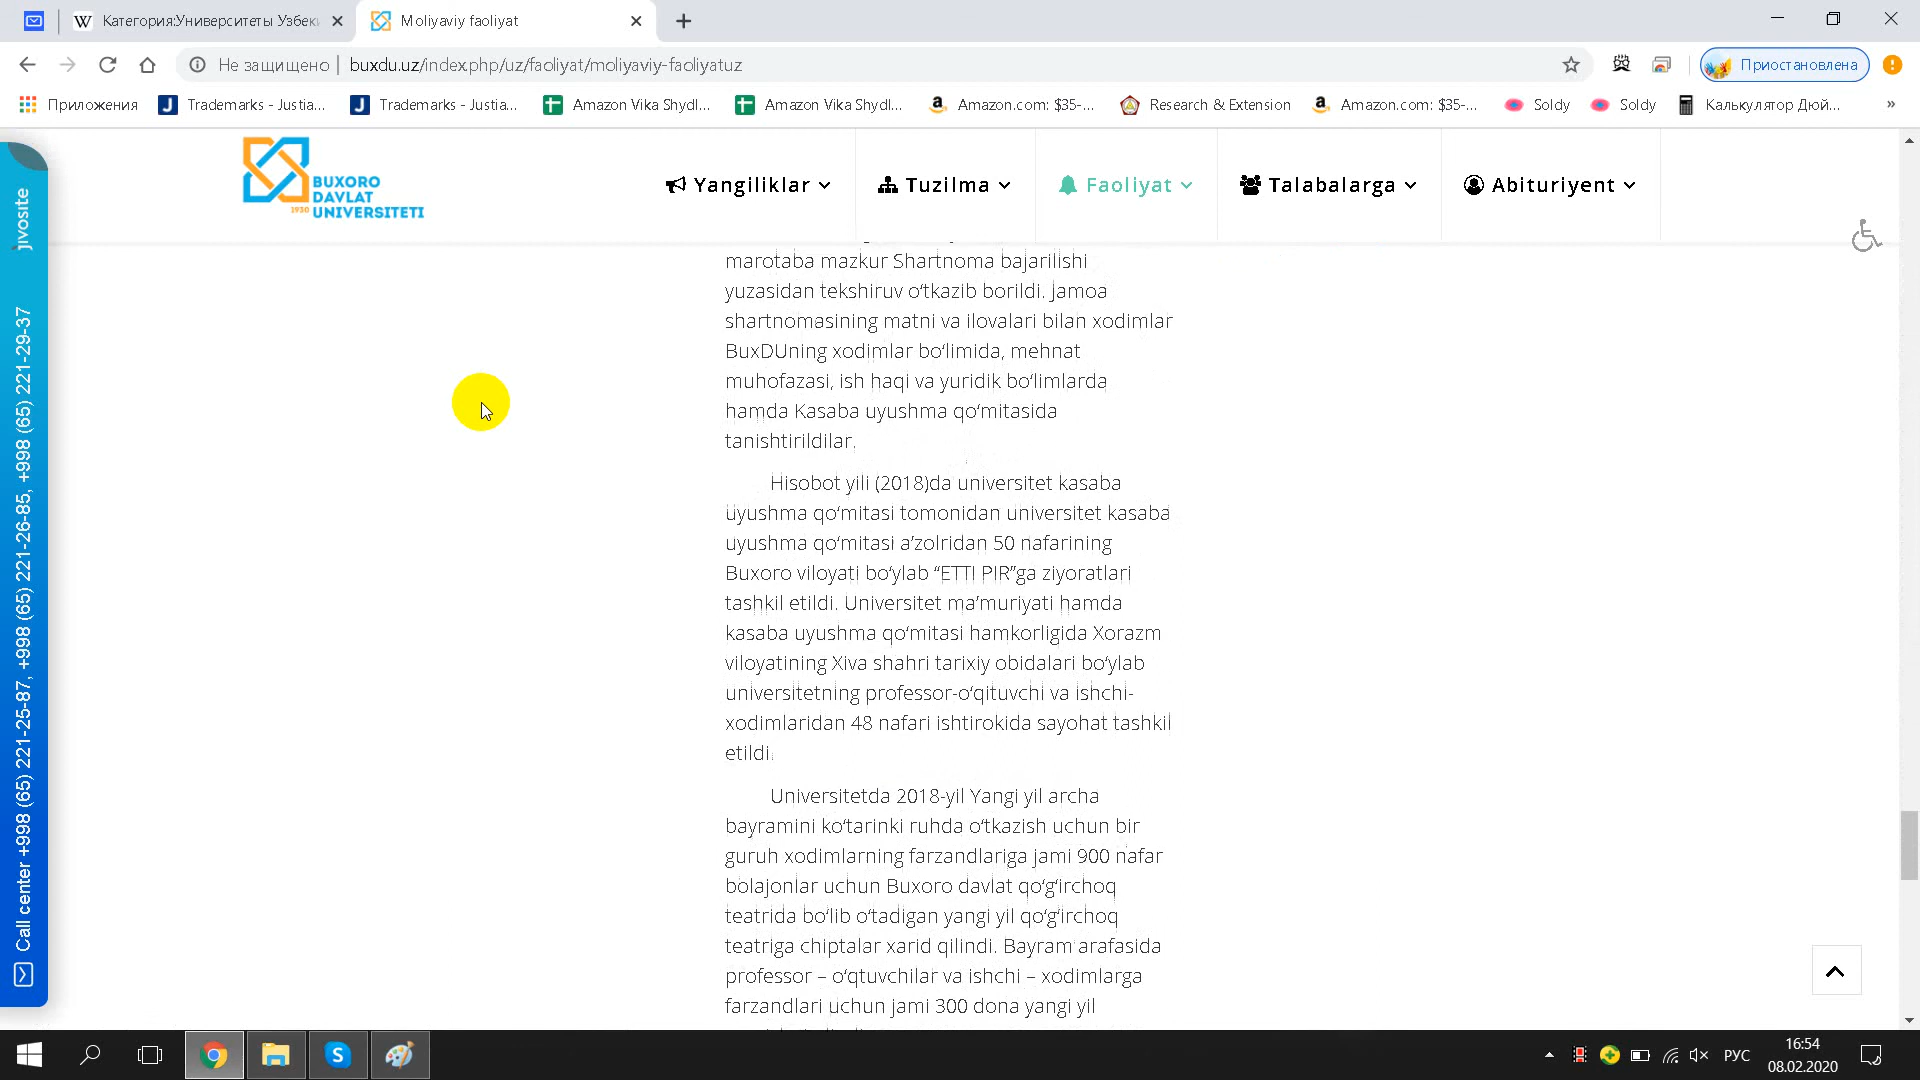 Категория:Университеты Узбеки
Moliyaviy faoliyat
Не защищено
buxdu.uz/index.php/uz/faoliyat/moliyaviy-faoliyatuz
Приостановлена
Приложения
Trademarks - Justia...
Trademarks - Justia...
Amazon Vika Shydl...
Amazon Vika Shydl...
Amazon.com: $35-...
Research & Extension
Amazon.com: $35-...
Soldy
Soldy
Калькулятор Дюй...
»
BUXORO
DAVLAT
1930 UNIVERSITETI
Yangiliklar
Tuzilma
Faoliyat
Talabalarga
Abituriyent
jivosite
Call center +998 (65) 221-25-87, +998 (65) 221-26-85, +998 (65) 221-29-37
marotaba mazkur Shartnoma bajarilishi
yuzasidan tekshiruv o‘tkazib borildi. Jamoa
shartnomasining matni va ilovalari bilan xodimlar
BuxDUning xodimlar bo‘limida, mehnat
muhofazasi, ish haqi va yuridik bo‘limlarda
hamda Kasaba uyushma qo‘mitasida
tanishtirildilar.
Hisobot yili (2018)da universitet kasaba
uyushma qo‘mitasi tomonidan universitet kasaba
uyushma qo‘mitasi a’zolridan 50 nafarining
Buxoro viloyati bo‘ylab “ETTI PIR”ga ziyoratlari
tashkil etildi. Universitet ma’muriyati hamda
kasaba uyushma qo‘mitasi hamkorligida Xorazm
viloyatining Xiva shahri tarixiy obidalari bo‘ylab
universitetning professor-o‘qituvchi va ishchi-
xodimlaridan 48 nafari ishtirokida sayohat tashkil
etildi.
Universitetda 2018-yil Yangi yil archa
bayramini ko‘tarinki ruhda o‘tkazish uchun bir
guruh xodimlarning farzandlariga jami 900 nafar
bolajonlar uchun Buxoro davlat qo‘g‘irchoq
teatrida bo‘lib o‘tadigan yangi yil qo‘g‘irchoq
teatriga chiptalar xarid qilindi. Bayram arafasida
professor – o‘qtuvchilar va ishchi – xodimlarga
farzandlari uchun jami 300 dona yangi yil
РУС
16:54
08.02.2020